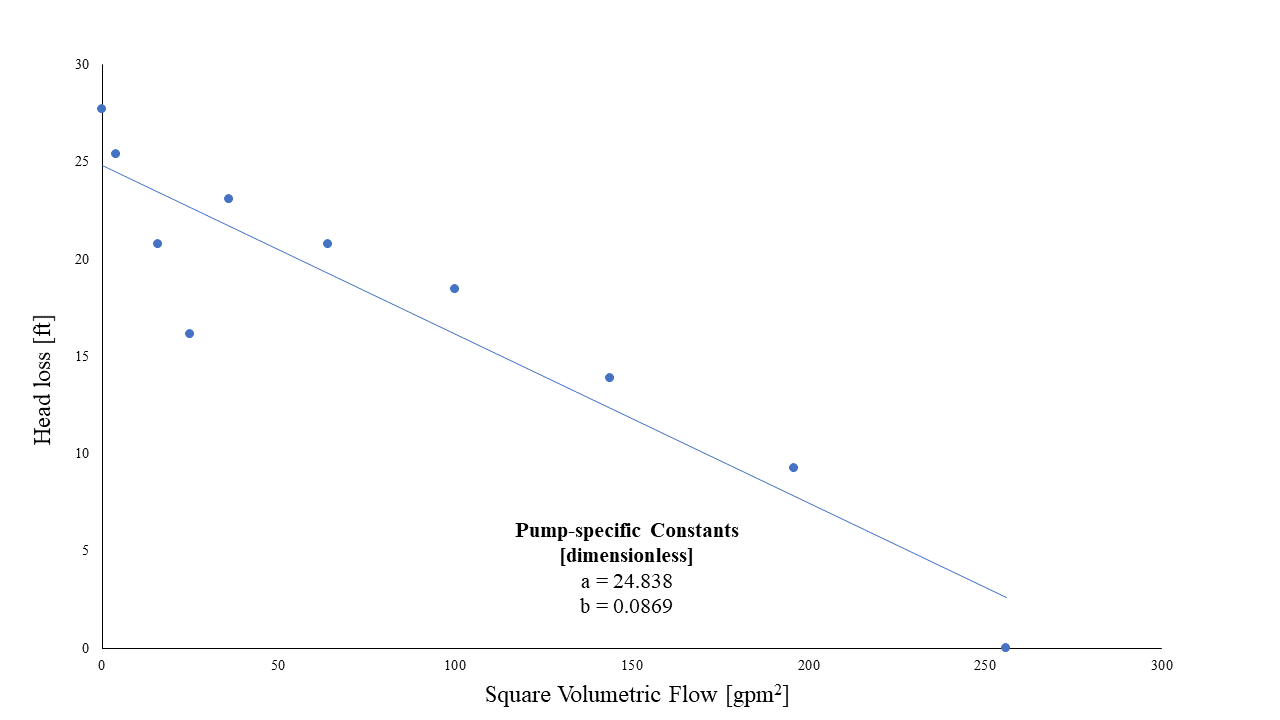 30
25
20
15
10
5
0
Head loss [ft]
Pump-specific Constants
[dimensionless]
a = 24.838
b = 0.0869
0 50 100 150 200 250 300
Square Volumetric Flow [gpm²]